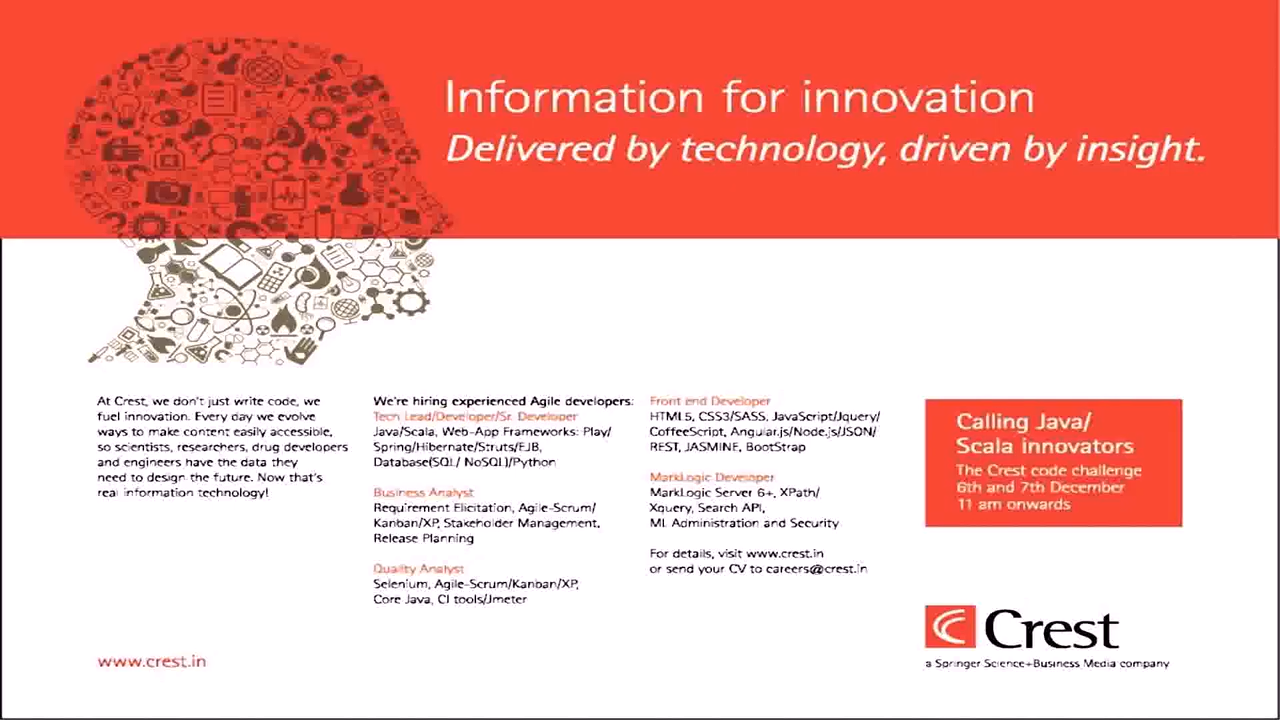 Information for innovation
Delivered by technology, driven by insight.
At Crest, we don't just write code, we
fuel innovation. Every day we evolve
ways to make content easily accessible,
so scientists, researchers, drug developers
and engineers have the data they
need to design the future. Now that's
real information technology!
We're hiring experienced Agile developers:
Tech Lead/Developer/Sr. Developer
Java/Scala, Web-App Frameworks: Play/
Spring/Hibernate/Struts/EJB,
Database(SQL/ NoSQL)/Python
Business Analyst
Requirement Elicitation, Agile-Scrum/
Kanban/XP, Stakeholder Management,
Release Planning
Quality Analyst
Selenium, Agile-Scrum/Kanban/XP,
Core Java, CI tools/Jmeter
Front end Developer
HTML5, CSS3/SASS, JavaScript/Jquery/
CoffeeScript, Angular.js/Node.js/JSON/
REST, JASMINE, BootStrap
MarkLogic Developer
MarkLogic Server 6+, XPath/
Xquery, Search API,
ML Administration and Security
For details, visit www.crest.in
or send your CV to careers@crest.in
Calling Java/
Scala innovators
The Crest code challenge
6th and 7th December
11 am onwards
Crest
a Springer Science+Business Media company
www.crest.in